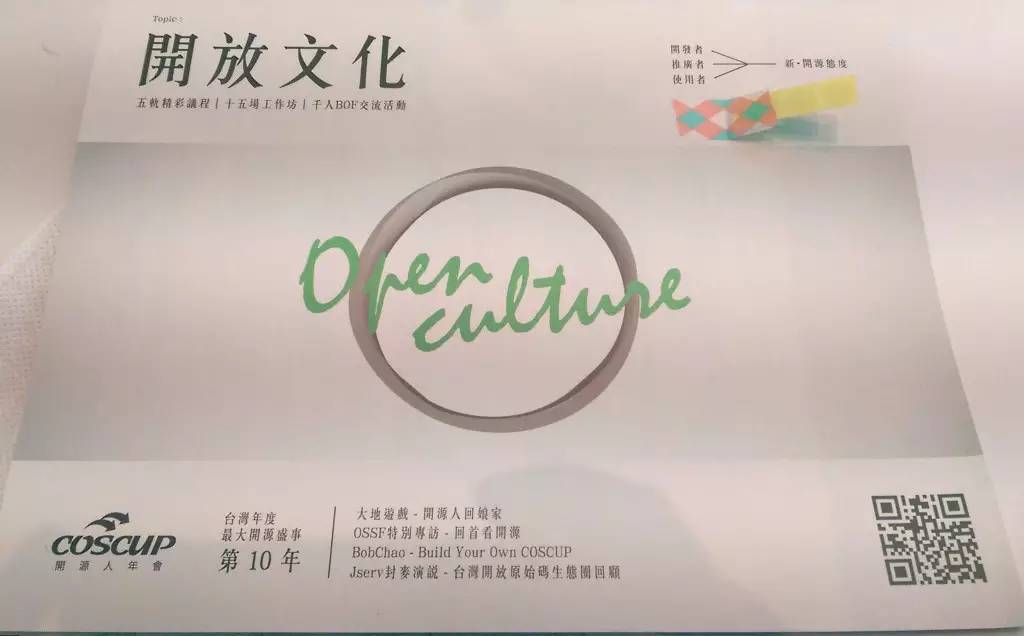 Topic:
開放文化
五軌精彩議程 | 十五場工作坊 | 千人BOF交流活動
開發者
推廣者
使用者
新·開源態度
Open
culture
COSCUP
開源人年會
台灣年度
最大開源盛事
第 10 年
大地遊戲 - 開源人回娘家
OSSF特別專訪 - 回首看開源
BobChao - Build Your Own COSCUP
Jserv封麥演説 - 台灣開放原始碼生態圈回顧